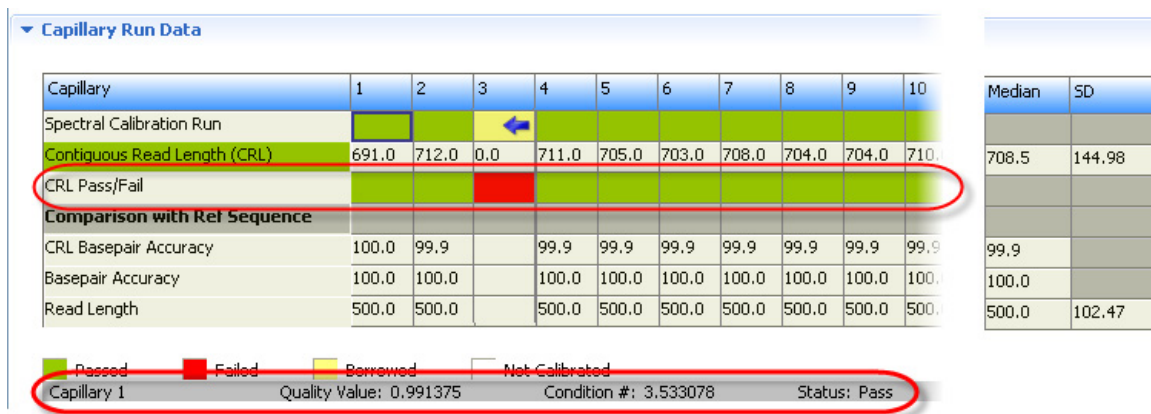 Capillary Run Data
Capillary 1 2 3 4 5 6 7 8 9 10 Median SD
Spectral Calibration Run
Contiguous Read Length (CRL) 691.0 712.0 0.0 711.0 705.0 703.0 708.0 704.0 704.0 710. 708.5 144.98
CRL Pass/Fail
Comparison with Ref Sequence
CRL Basepair Accuracy 100.0 99.9 99.9 99.9 99.9 99.9 99.9 99.9 99.9 99.9
Basepair Accuracy 100.0 100.0 100.0 100.0 100.0 100.0 100.0 100.0 100. 100.0
Read Length 500.0 500.0 500.0 500.0 500.0 500.0 500.0 500.0 500. 500.0 102.47
Passed Failed Borrowed Not Calibrated
Capillary 1 Quality Value: 0.991375 Condition #: 3.533078 Status: Pass